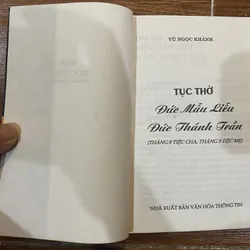 VŨ NGỌC KHÁNH
TỤC THỜ
Đức Mẫu Liễu
Đức Thánh Trần
(THÁNG 8 TIỆC CHA, THÁNG 3 TIỆC MẸ)
NHÀ XUẤT BẢN VĂN HÓA THÔNG TIN